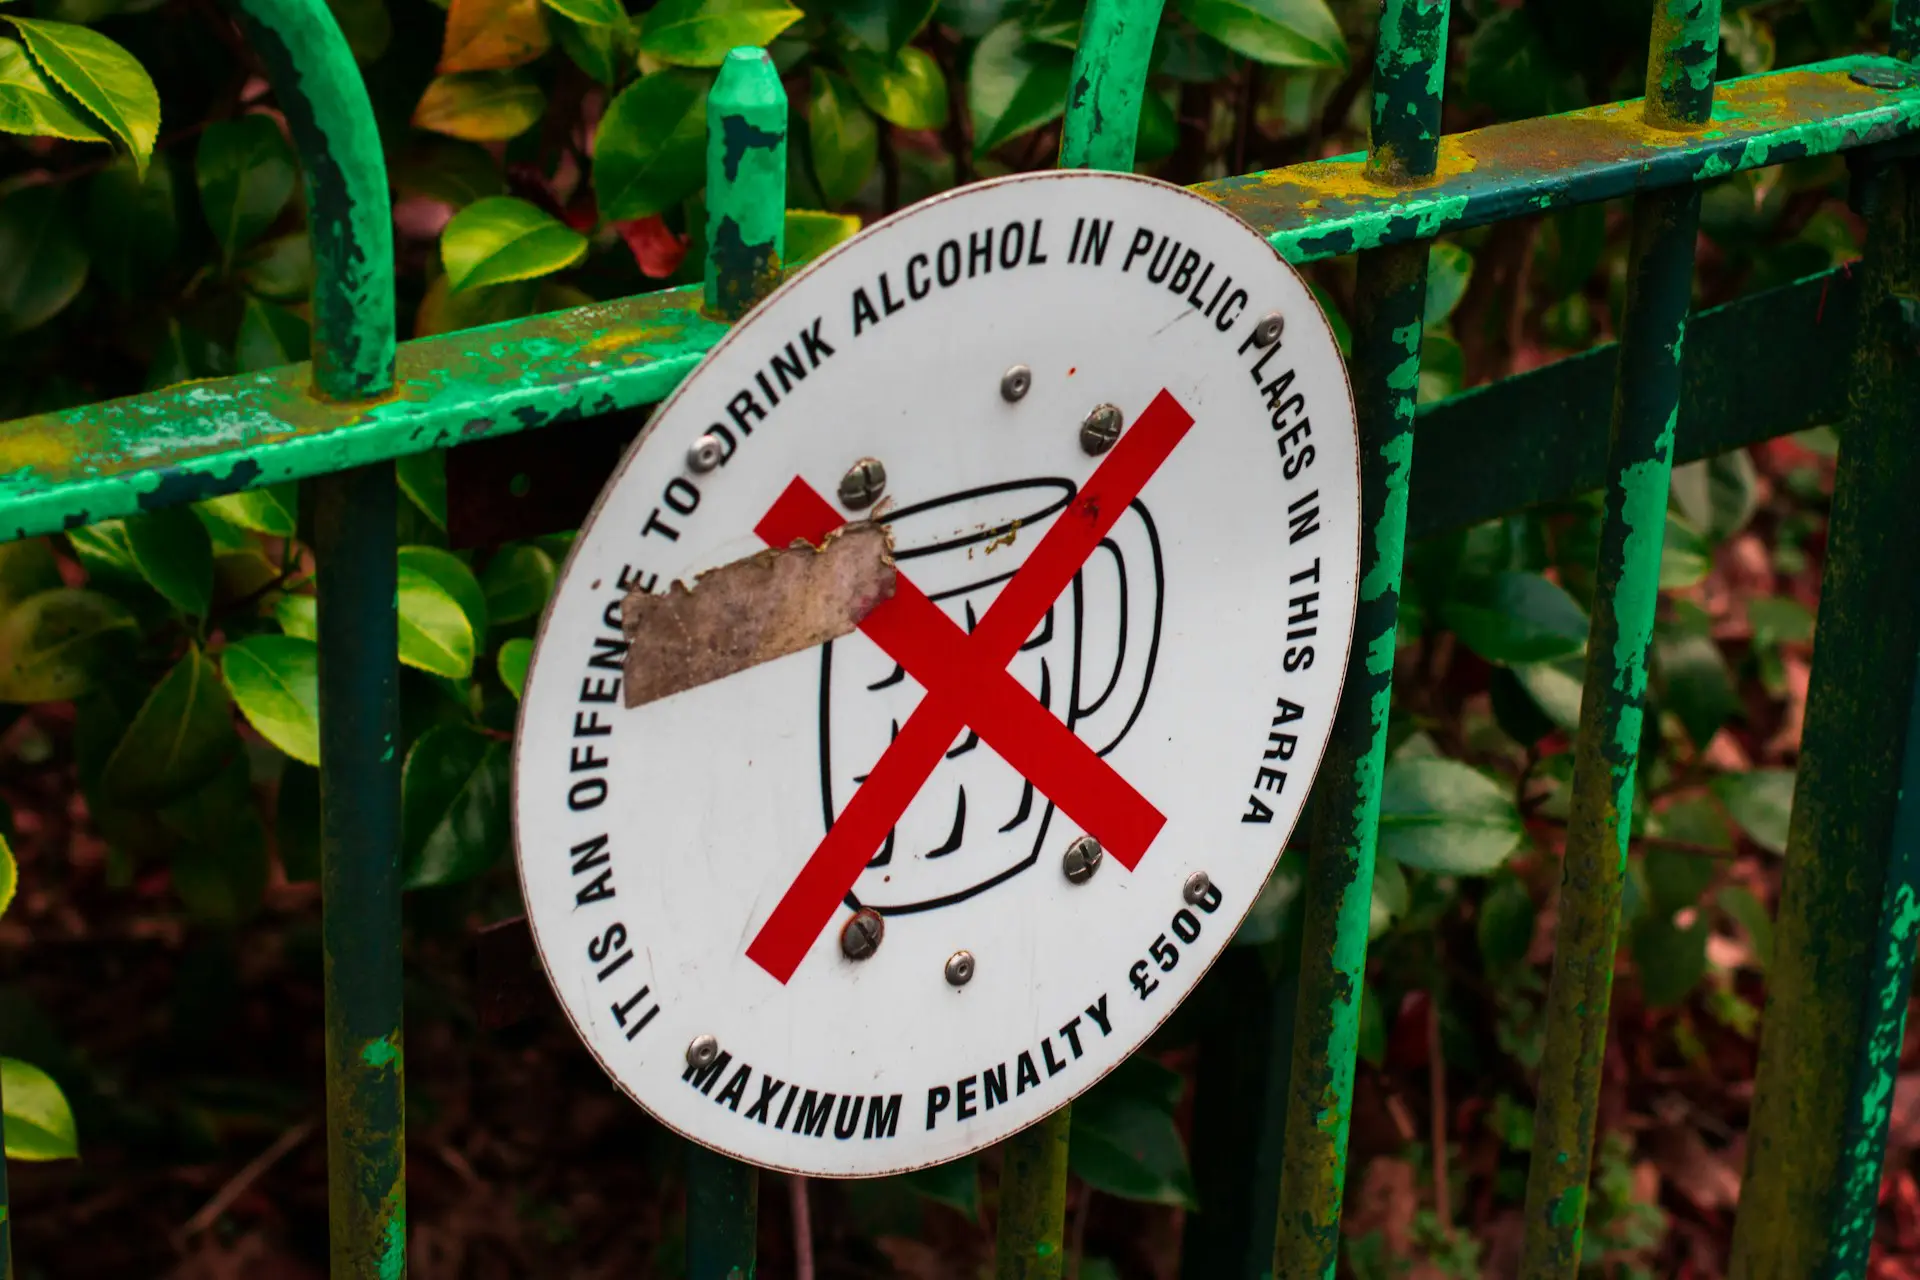 IT IS AN OFFENCE TO DRINK ALCOHOL IN PUBLIC PLACES IN THIS AREA
MAXIMUM PENALTY £500